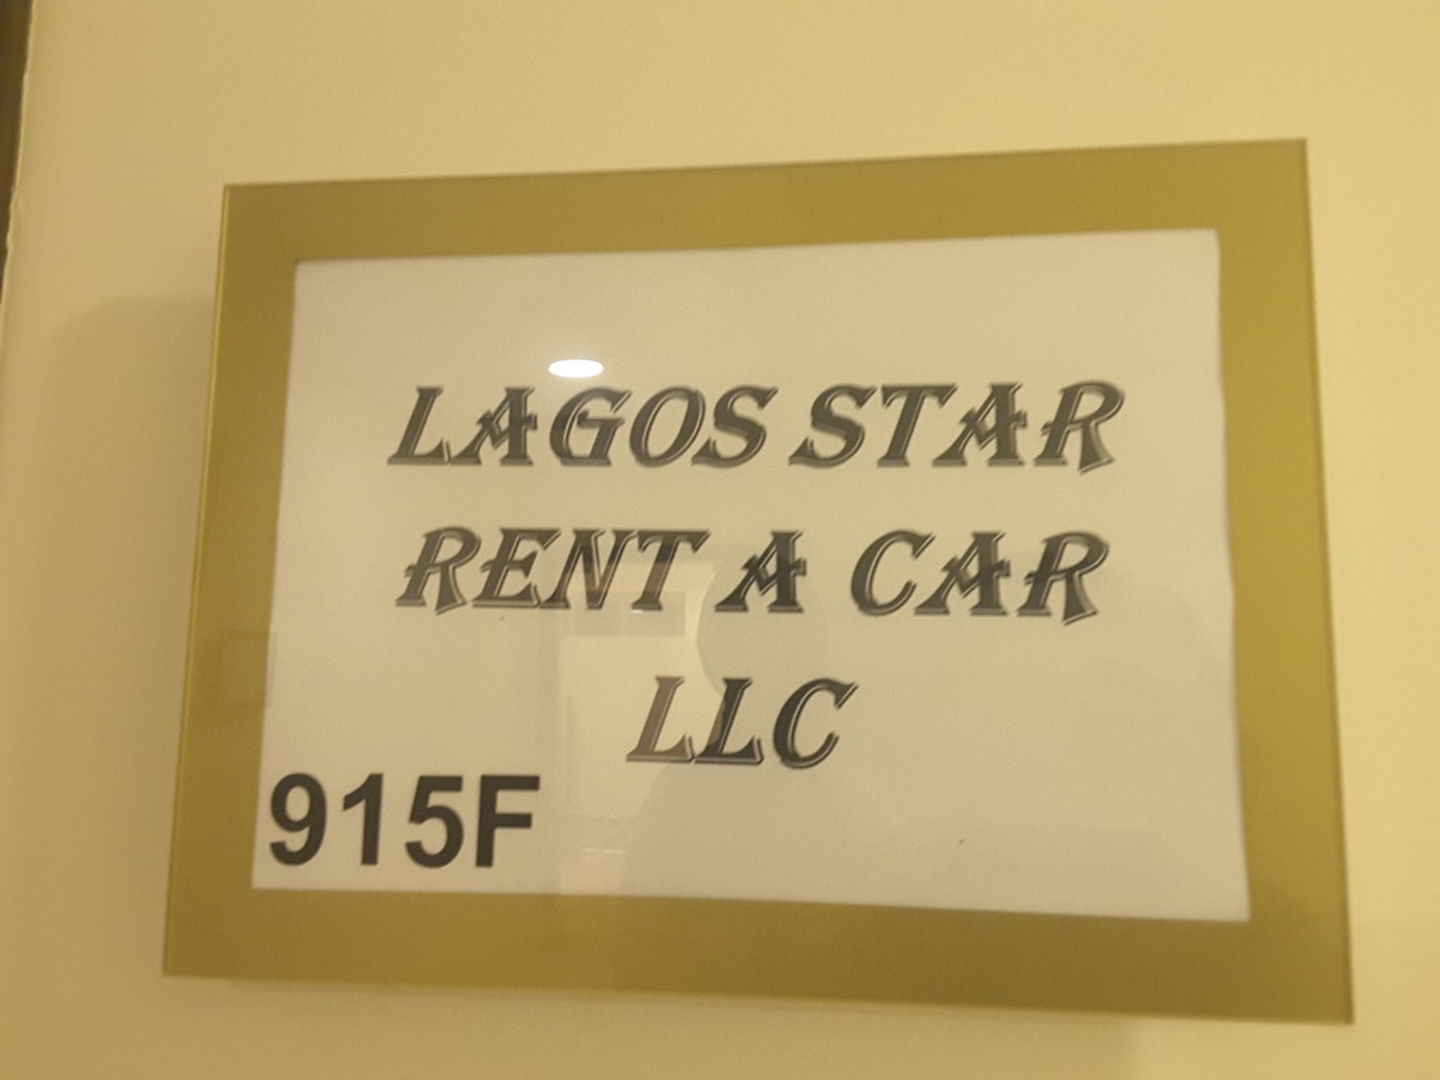 LAGOS STAR
RENT A CAR
LLC
915F